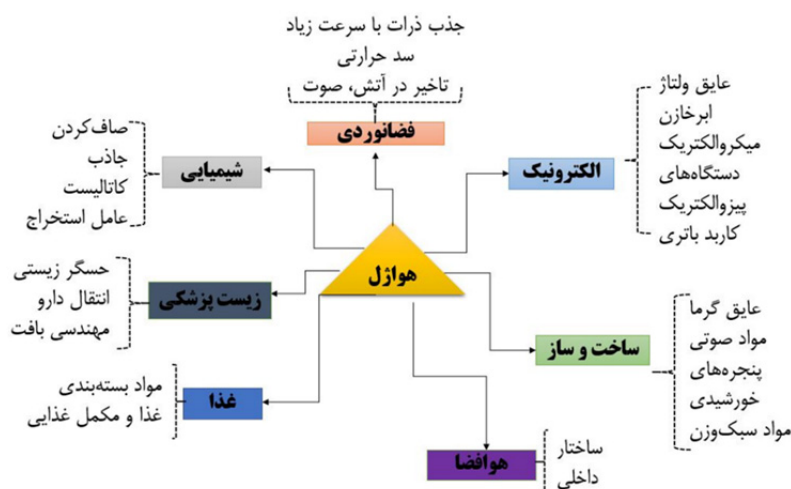 جذب ذرات با سرعت زیاد
سد حرارتی
تاخیر در آتش، صوت
فضانوردی
عایق ولتاژ
ابرخازن
میکروالکتریک
دستگاه‌های
پیزوالکتریک
کاربد باتری
الکترونیک
صاف‌کردن
جاذب
کاتالیست
عامل استخراج
شیمیایی
هواژل
حسگر زیستی
انتقال دارو
مهندسی بافت
زیست پزشکی
عایق گرما
مواد صوتی
پنجره‌های
خورشیدی
مواد سبک‌وزن
ساخت و ساز
مواد بسته‌بندی
غذا و مکمل غذایی
غذا
ساختار
داخلی
هوافضا